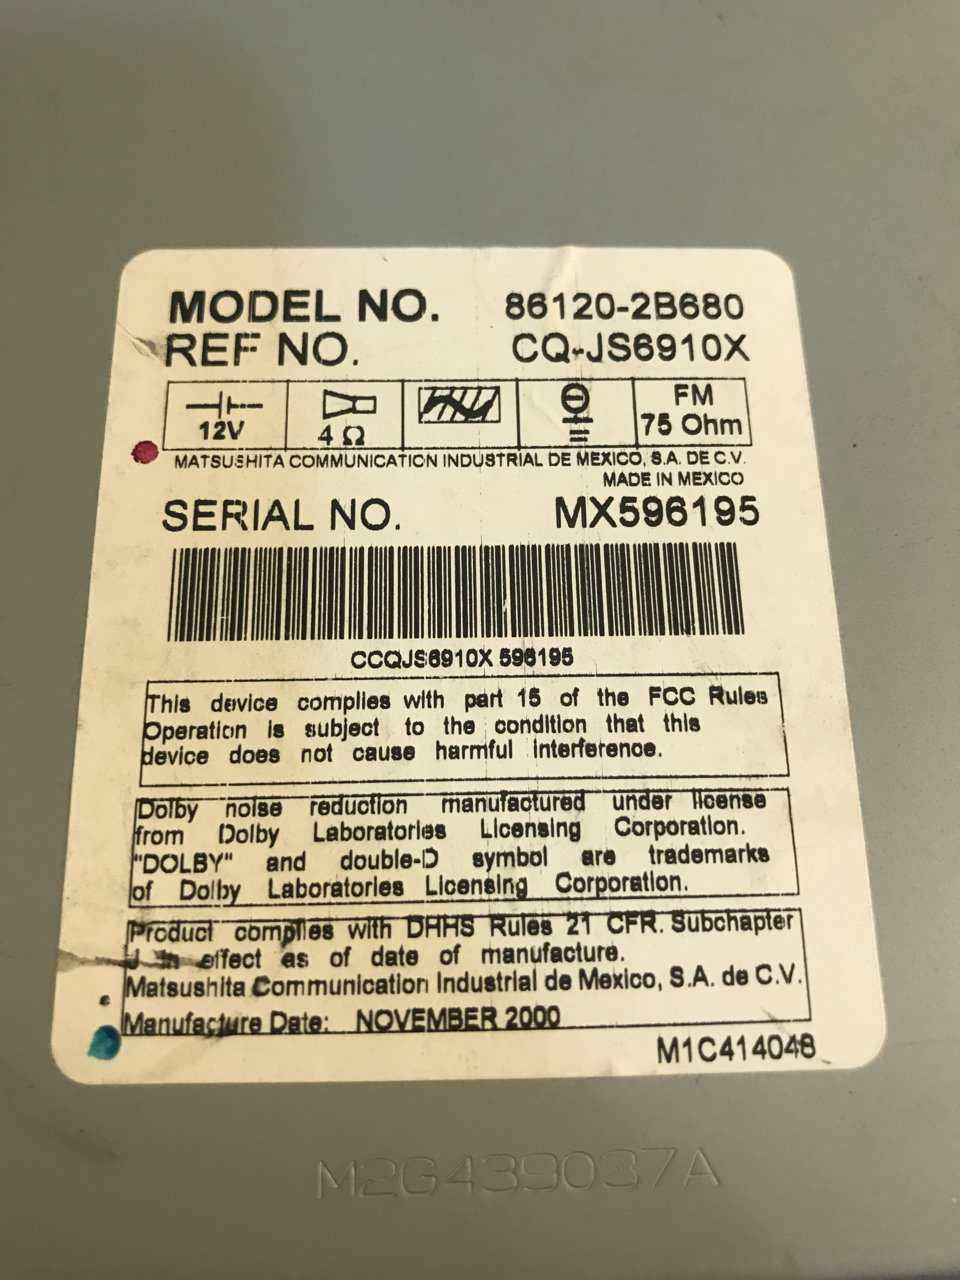 MODEL NO. 86120-2B680
REF NO. CQ-JS6910X
12V
4 Ω
FM
75 Ohm
MATSUSHITA COMMUNICATION INDUSTRIAL DE MEXICO, S.A. DE C.V.
MADE IN MEXICO
SERIAL NO. MX596195
CCQJS6910X 596195
This device complies with part 15 of the FCC Rules
Operation is subject to the condition that this
device does not cause harmful interference.
Dolby noise reduction manufactured under license
from Dolby Laboratories Licensing Corporation.
"DOLBY" and double-D symbol are trademarks
of Dolby Laboratories Licensing Corporation.
Product complies with DHHS Rules 21 CFR. Subchapter
J in effect as of date of manufacture.
Matsushita Communication Industrial de Mexico, S.A. de C.V.
Manufacture Date: NOVEMBER 2000
M1C414048
M2G439037A